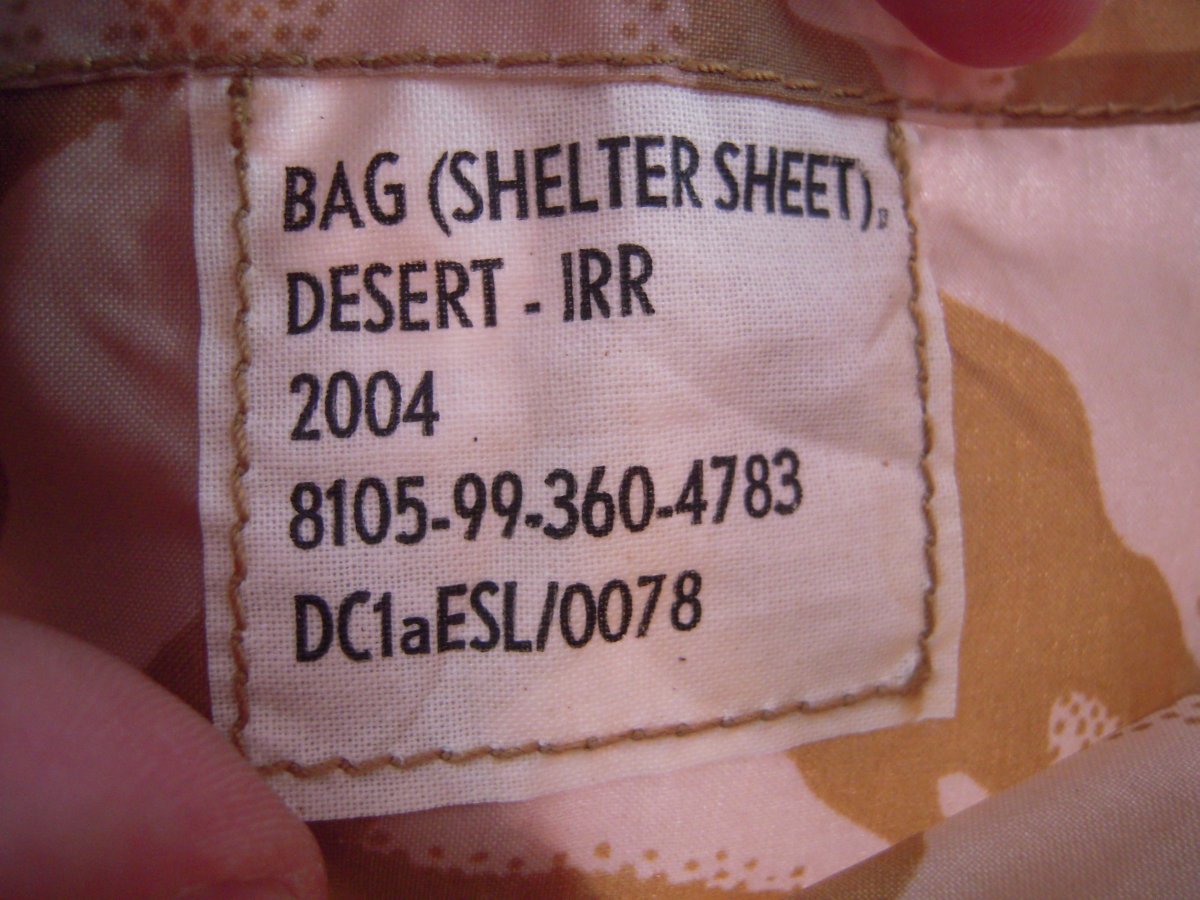 BAG (SHELTER SHEET),
DESERT - IRR
2004
8105-99-360-4783
DC1aESL/0078